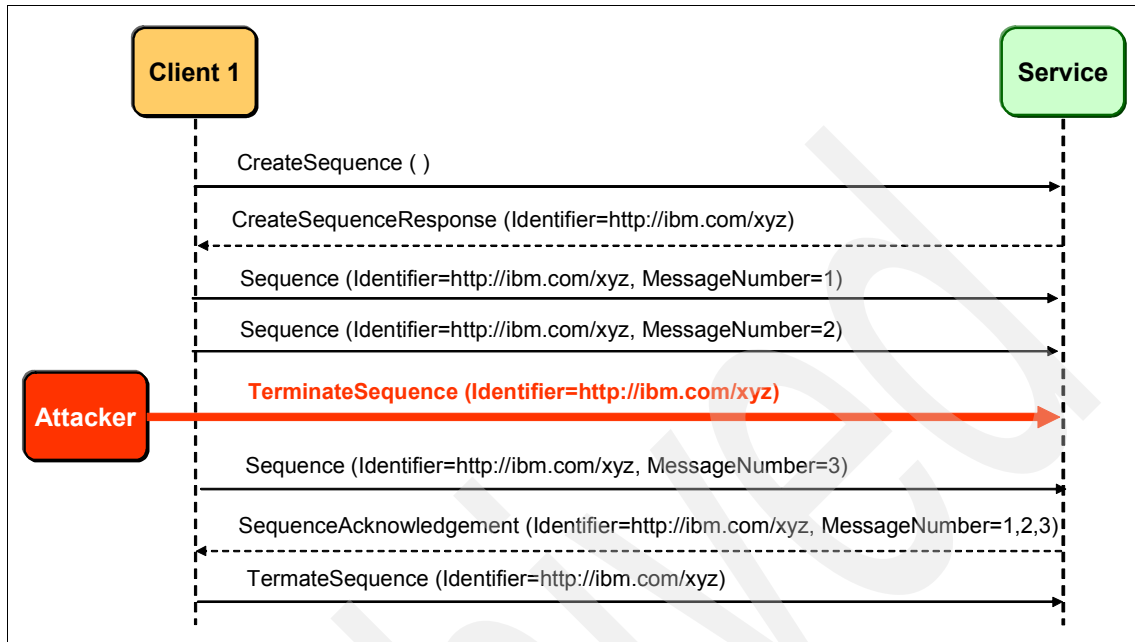 Client 1
Service
CreateSequence ( )
CreateSequenceResponse (Identifier=http://ibm.com/xyz)
Sequence (Identifier=http://ibm.com/xyz, MessageNumber=1)
Sequence (Identifier=http://ibm.com/xyz, MessageNumber=2)
TerminateSequence (Identifier=http://ibm.com/xyz)
Attacker
Sequence (Identifier=http://ibm.com/xyz, MessageNumber=3)
SequenceAcknowledgement (Identifier=http://ibm.com/xyz, MessageNumber=1,2,3)
TermateSequence (Identifier=http://ibm.com/xyz)